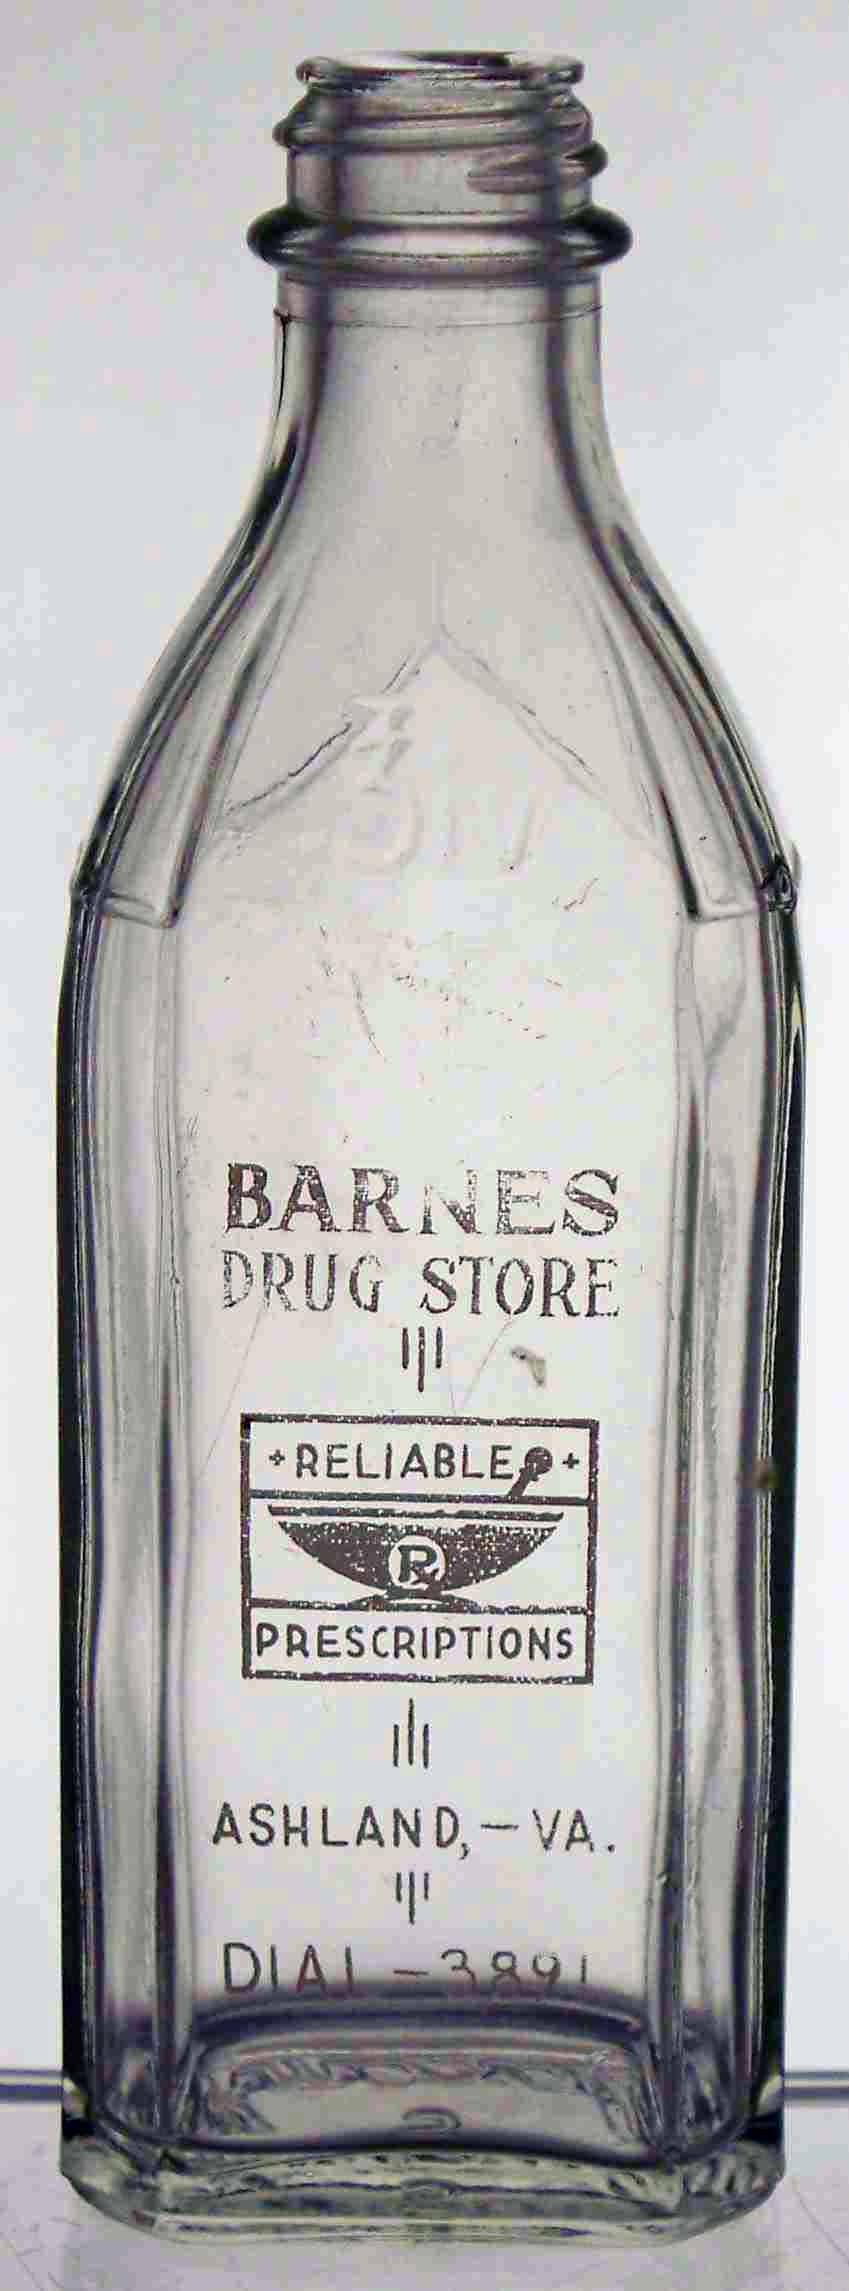 BARNES
DRUG STORE
RELIABLE
R
PRESCRIPTIONS
ASHLAND,-VA.
DIAL-3891